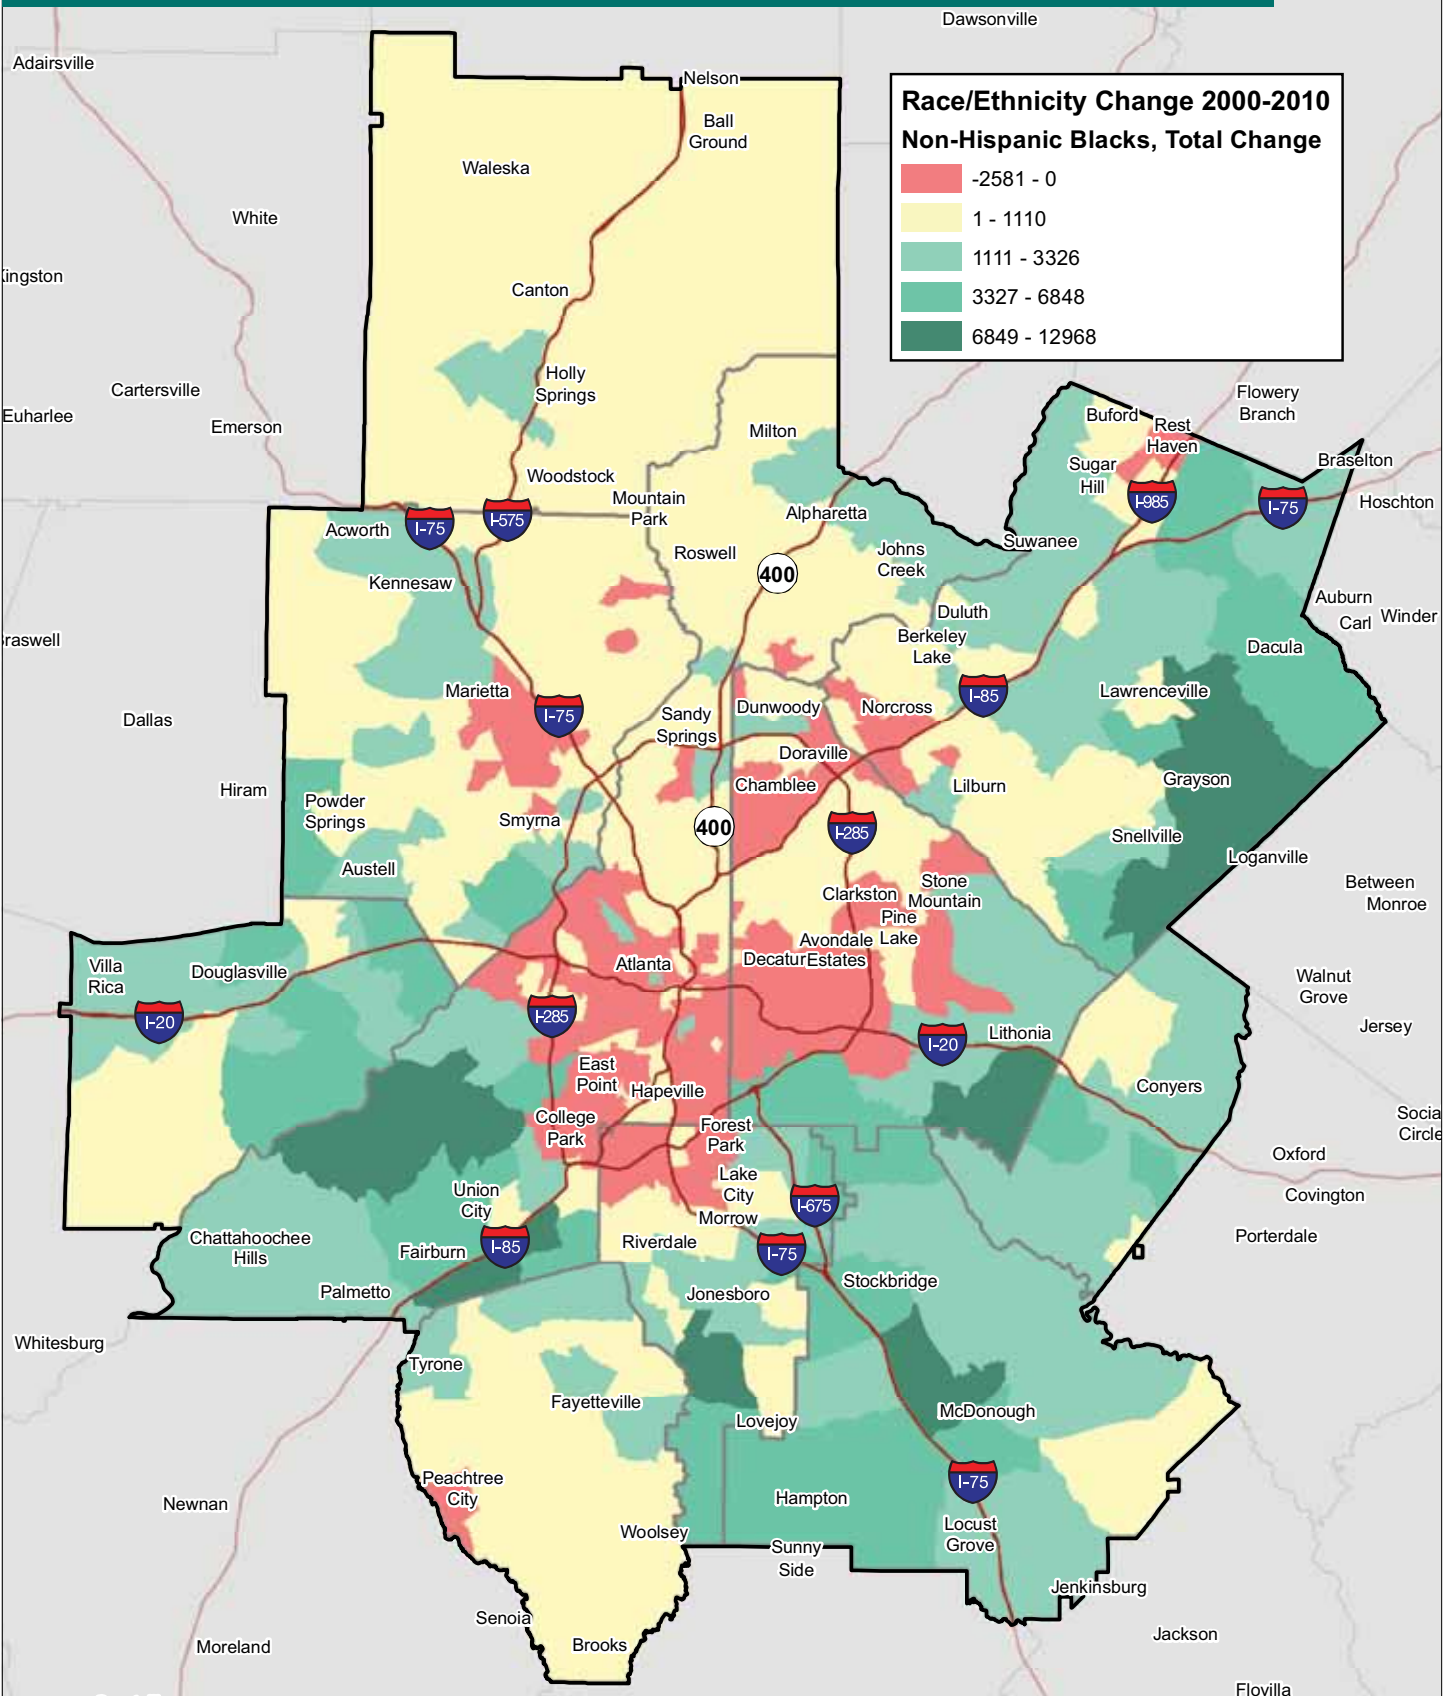 Dawsonville
Adairsville
Nelson
Race/Ethnicity Change 2000-2010
Non-Hispanic Blacks, Total Change
-2581 - 0
1 - 1110
1111 - 3326
3327 - 6848
6849 - 12968
Ball
Ground
Waleska
White
Kingston
Canton
Holly
Springs
Cartersville
Euharlee
Emerson
Flowery
Branch
Buford
Rest
Haven
Milton
Sugar
Hill
Braselton
Woodstock
Mountain
Park
I-985
I-75
Hoschton
Acworth
I-75
I-575
Alpharetta
Suwanee
Roswell
Johns
Creek
400
Kennesaw
Auburn
Carl
Winder
Duluth
Braswell
Berkeley
Lake
Dacula
Marietta
I-85
Lawrenceville
Dallas
I-75
Sandy
Springs
Dunwoody
Norcross
Doraville
Hiram
Chamblee
Lilburn
Grayson
Powder
Springs
Smyrna
400
I-285
Snellville
Austell
Loganville
Clarkston
Stone
Mountain
Between
Monroe
Pine
Lake
Avondale
Estates
Decatur
Atlanta
Villa
Rica
Douglasville
Walnut
Grove
I-20
I-285
Jersey
I-20
Lithonia
East
Point
Hapeville
Conyers
College
Park
Forest
Park
Social
Circle
Oxford
Lake
City
Union
City
I-675
Covington
Morrow
Chattahoochee
Hills
Fairburn
I-85
Riverdale
I-75
Porterdale
Palmetto
Jonesboro
Stockbridge
Whitesburg
Tyrone
Fayetteville
Lovejoy
McDonough
Peachtree
City
I-75
Newnan
Hampton
Woolsey
Locust
Grove
Sunny
Side
Jenkinsburg
Senoia
Moreland
Brooks
Jackson
Flovilla